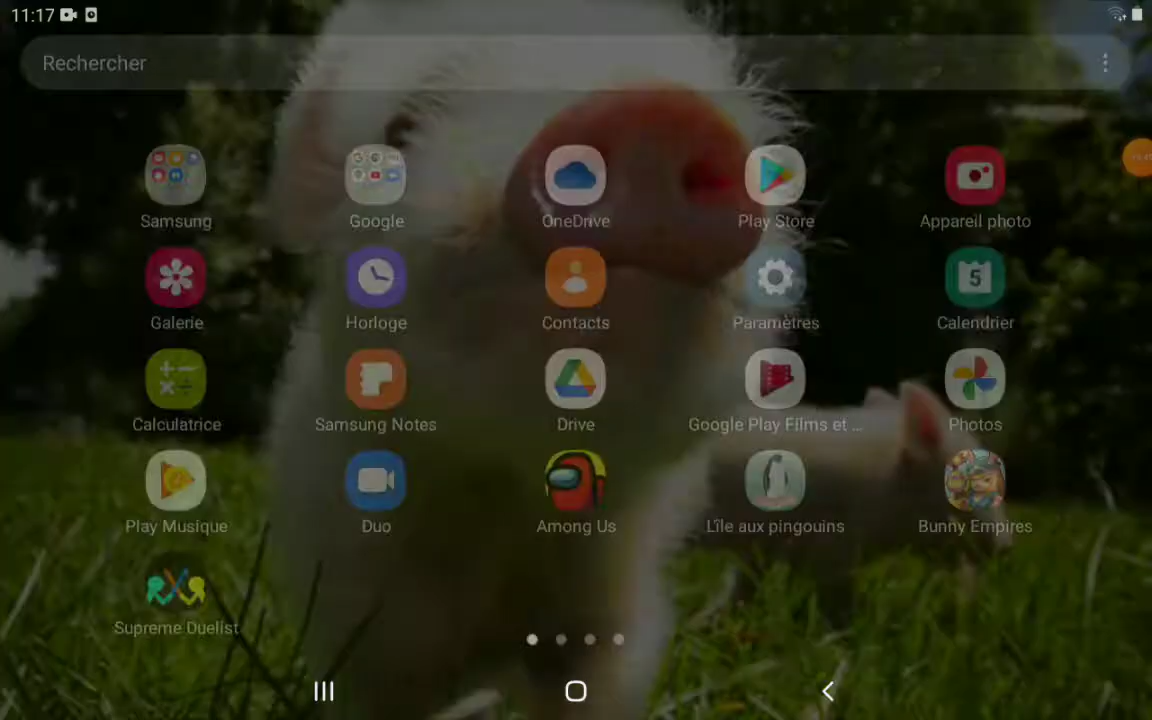 11:17
Rechercher
Samsung
Google
OneDrive
Play Store
Appareil photo
Galerie
Horloge
Contacts
Paramètres
5
Calendrier
Calculatrice
Samsung Notes
Drive
Google Play Films et ...
Photos
Play Musique
Duo
Among Us
L'île aux pingouins
Bunny Empires
Supreme Duelist